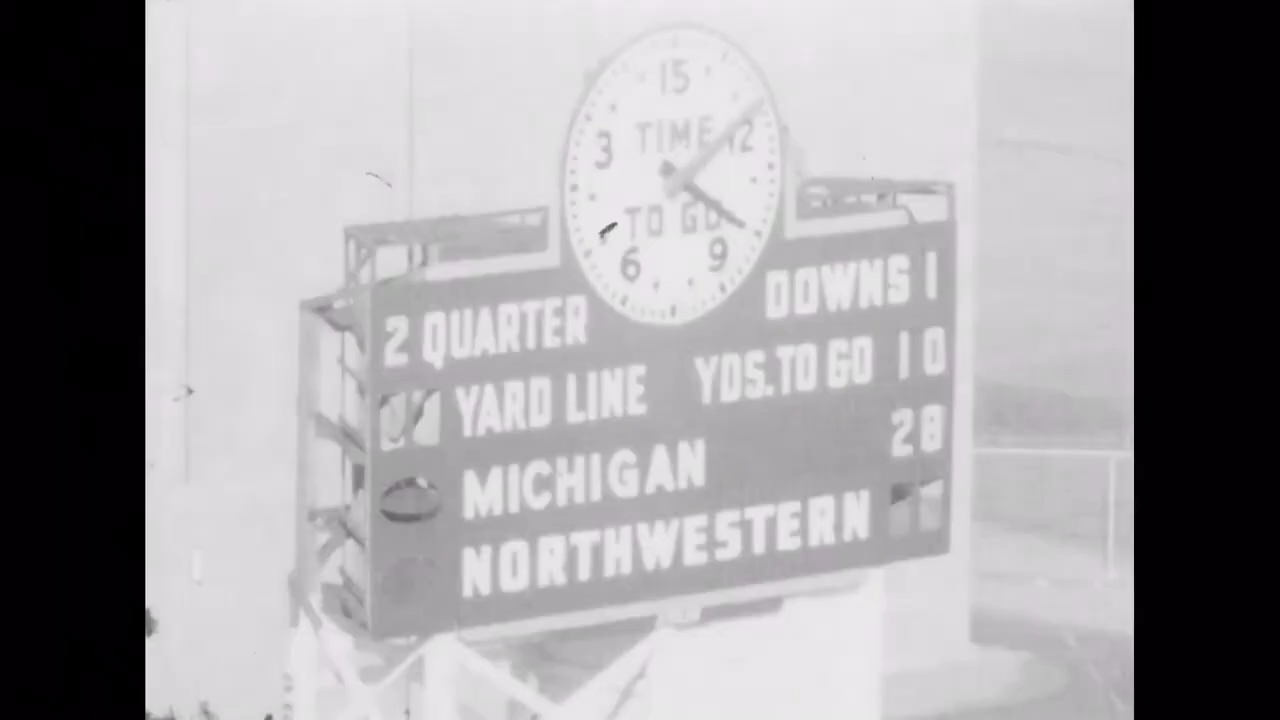 15
3 TIME 12
TO GO
6 9
2 QUARTER DOWNS 1
YARD LINE YDS. TO GO 10
MICHIGAN 28
NORTHWESTERN